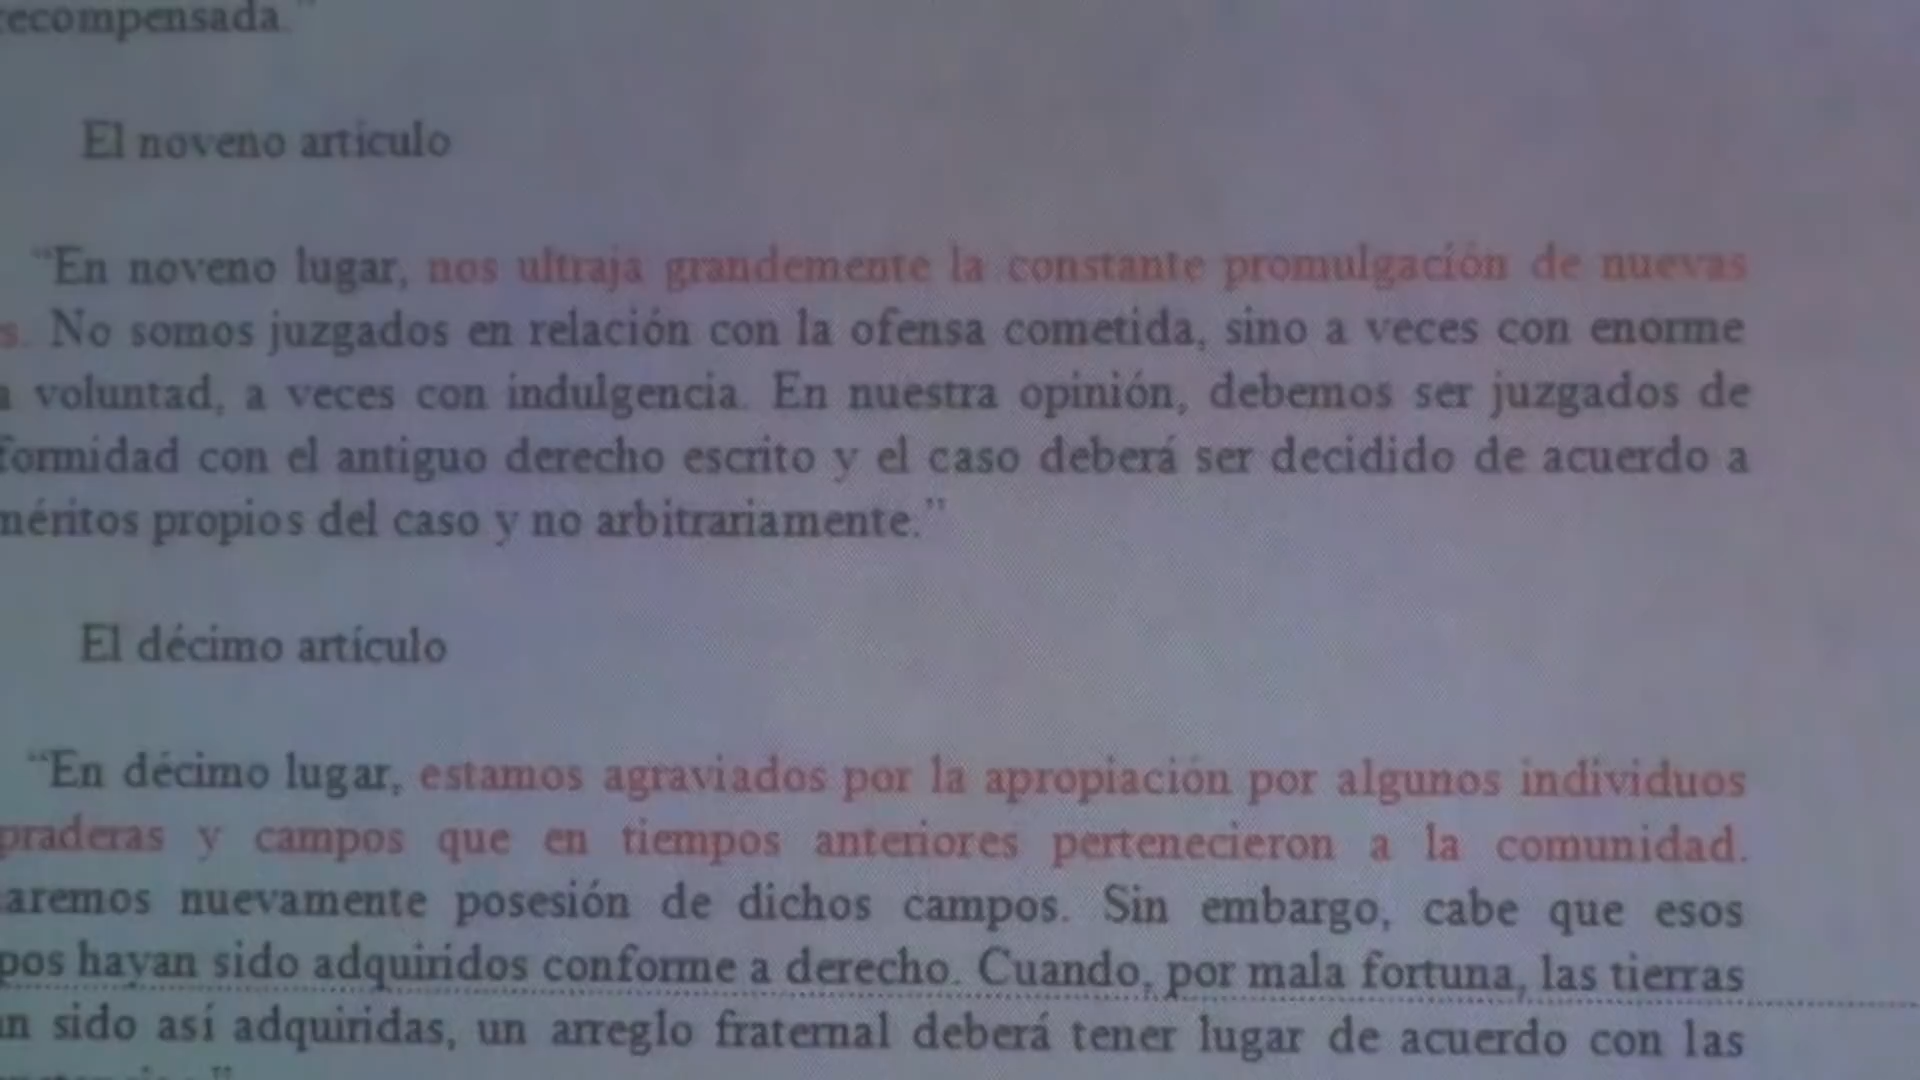 recompensada."
El noveno artículo
"En noveno lugar, nos ultraja grandemente la constante promulgación de nuevas
s. No somos juzgados en relación con la ofensa cometida, sino a veces con enorme
a voluntad, a veces con indulgencia. En nuestra opinión, debemos ser juzgados de
formidad con el antiguo derecho escrito y el caso deberá ser decidido de acuerdo a
méritos propios del caso y no arbitrariamente."
El décimo artículo
"En décimo lugar, estamos agraviados por la apropiación por algunos individuos
praderas y campos que en tiempos anteriores pertenecieron a la comunidad.
aremos nuevamente posesión de dichos campos. Sin embargo, cabe que esos
pos hayan sido adquiridos conforme a derecho. Cuando, por mala fortuna, las tierras
n sido así adquiridas, un arreglo fraternal deberá tener lugar de acuerdo con las